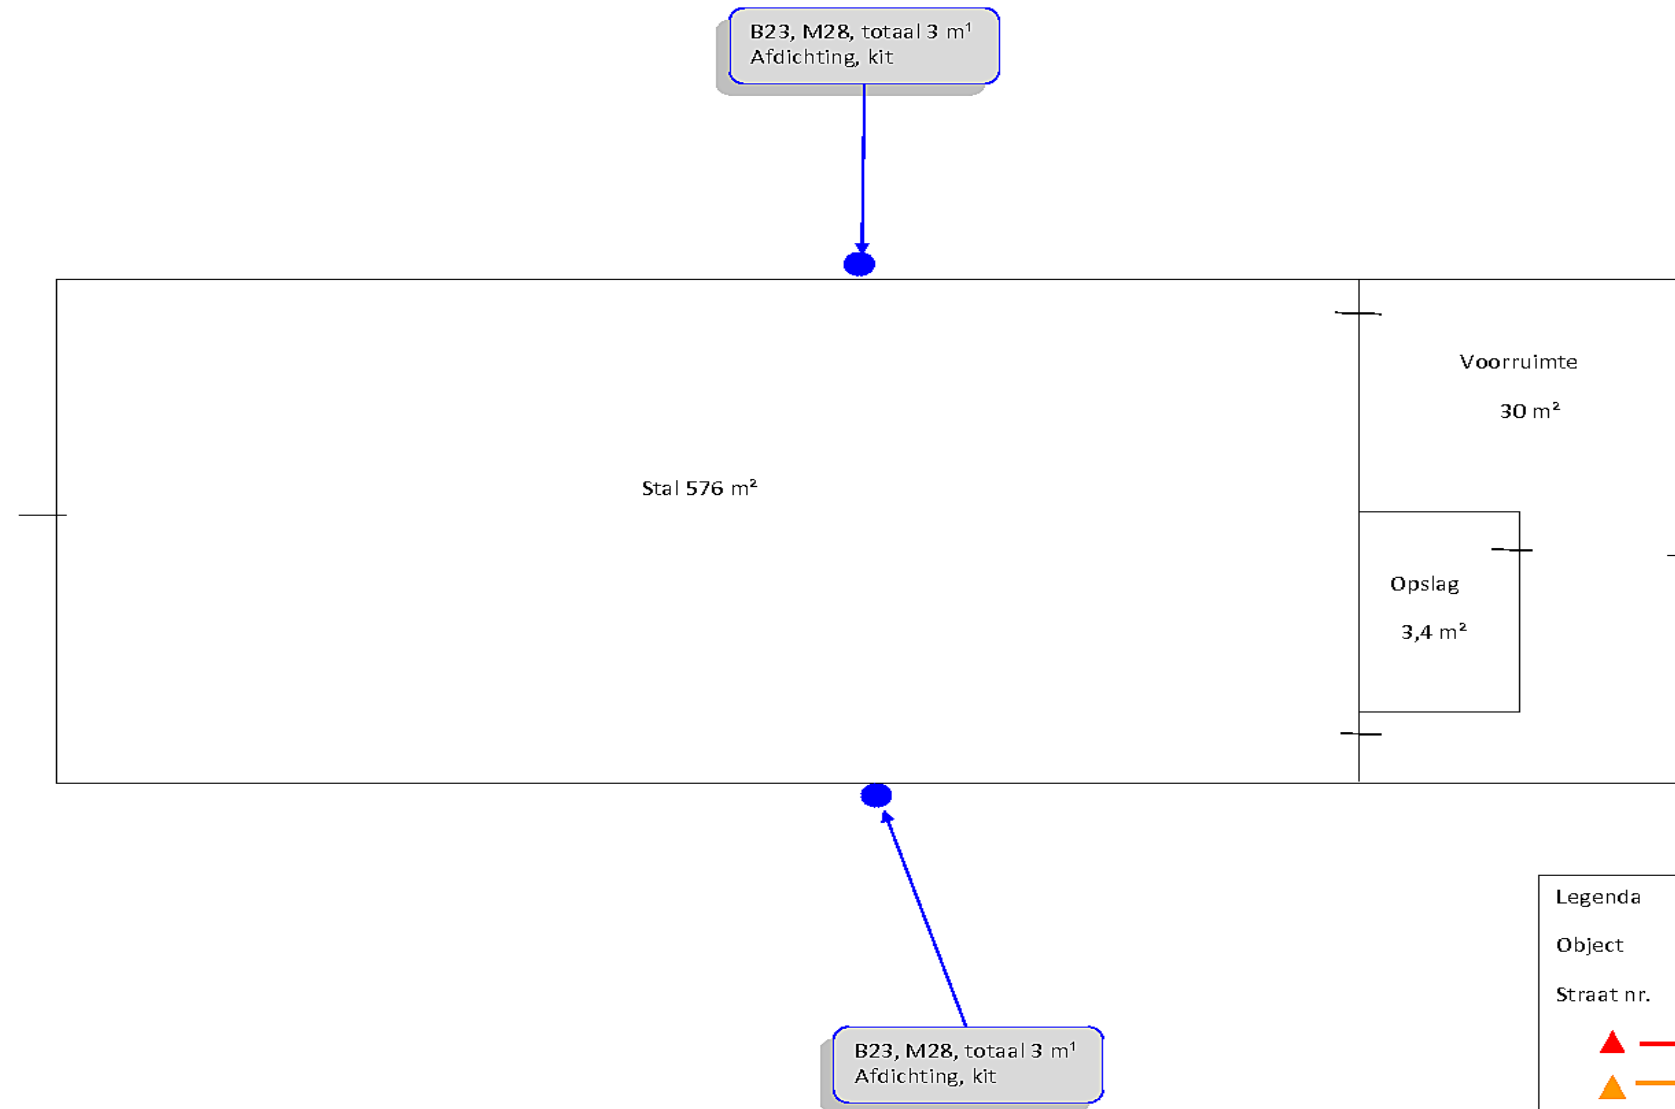 B23, M28, totaal 3 m¹
Afdichting, kit
Voorruimte
30 m²
Stal 576 m²
Opslag
3,4 m²
Legenda
Object
Straat nr.
B23, M28, totaal 3 m¹
Afdichting, kit